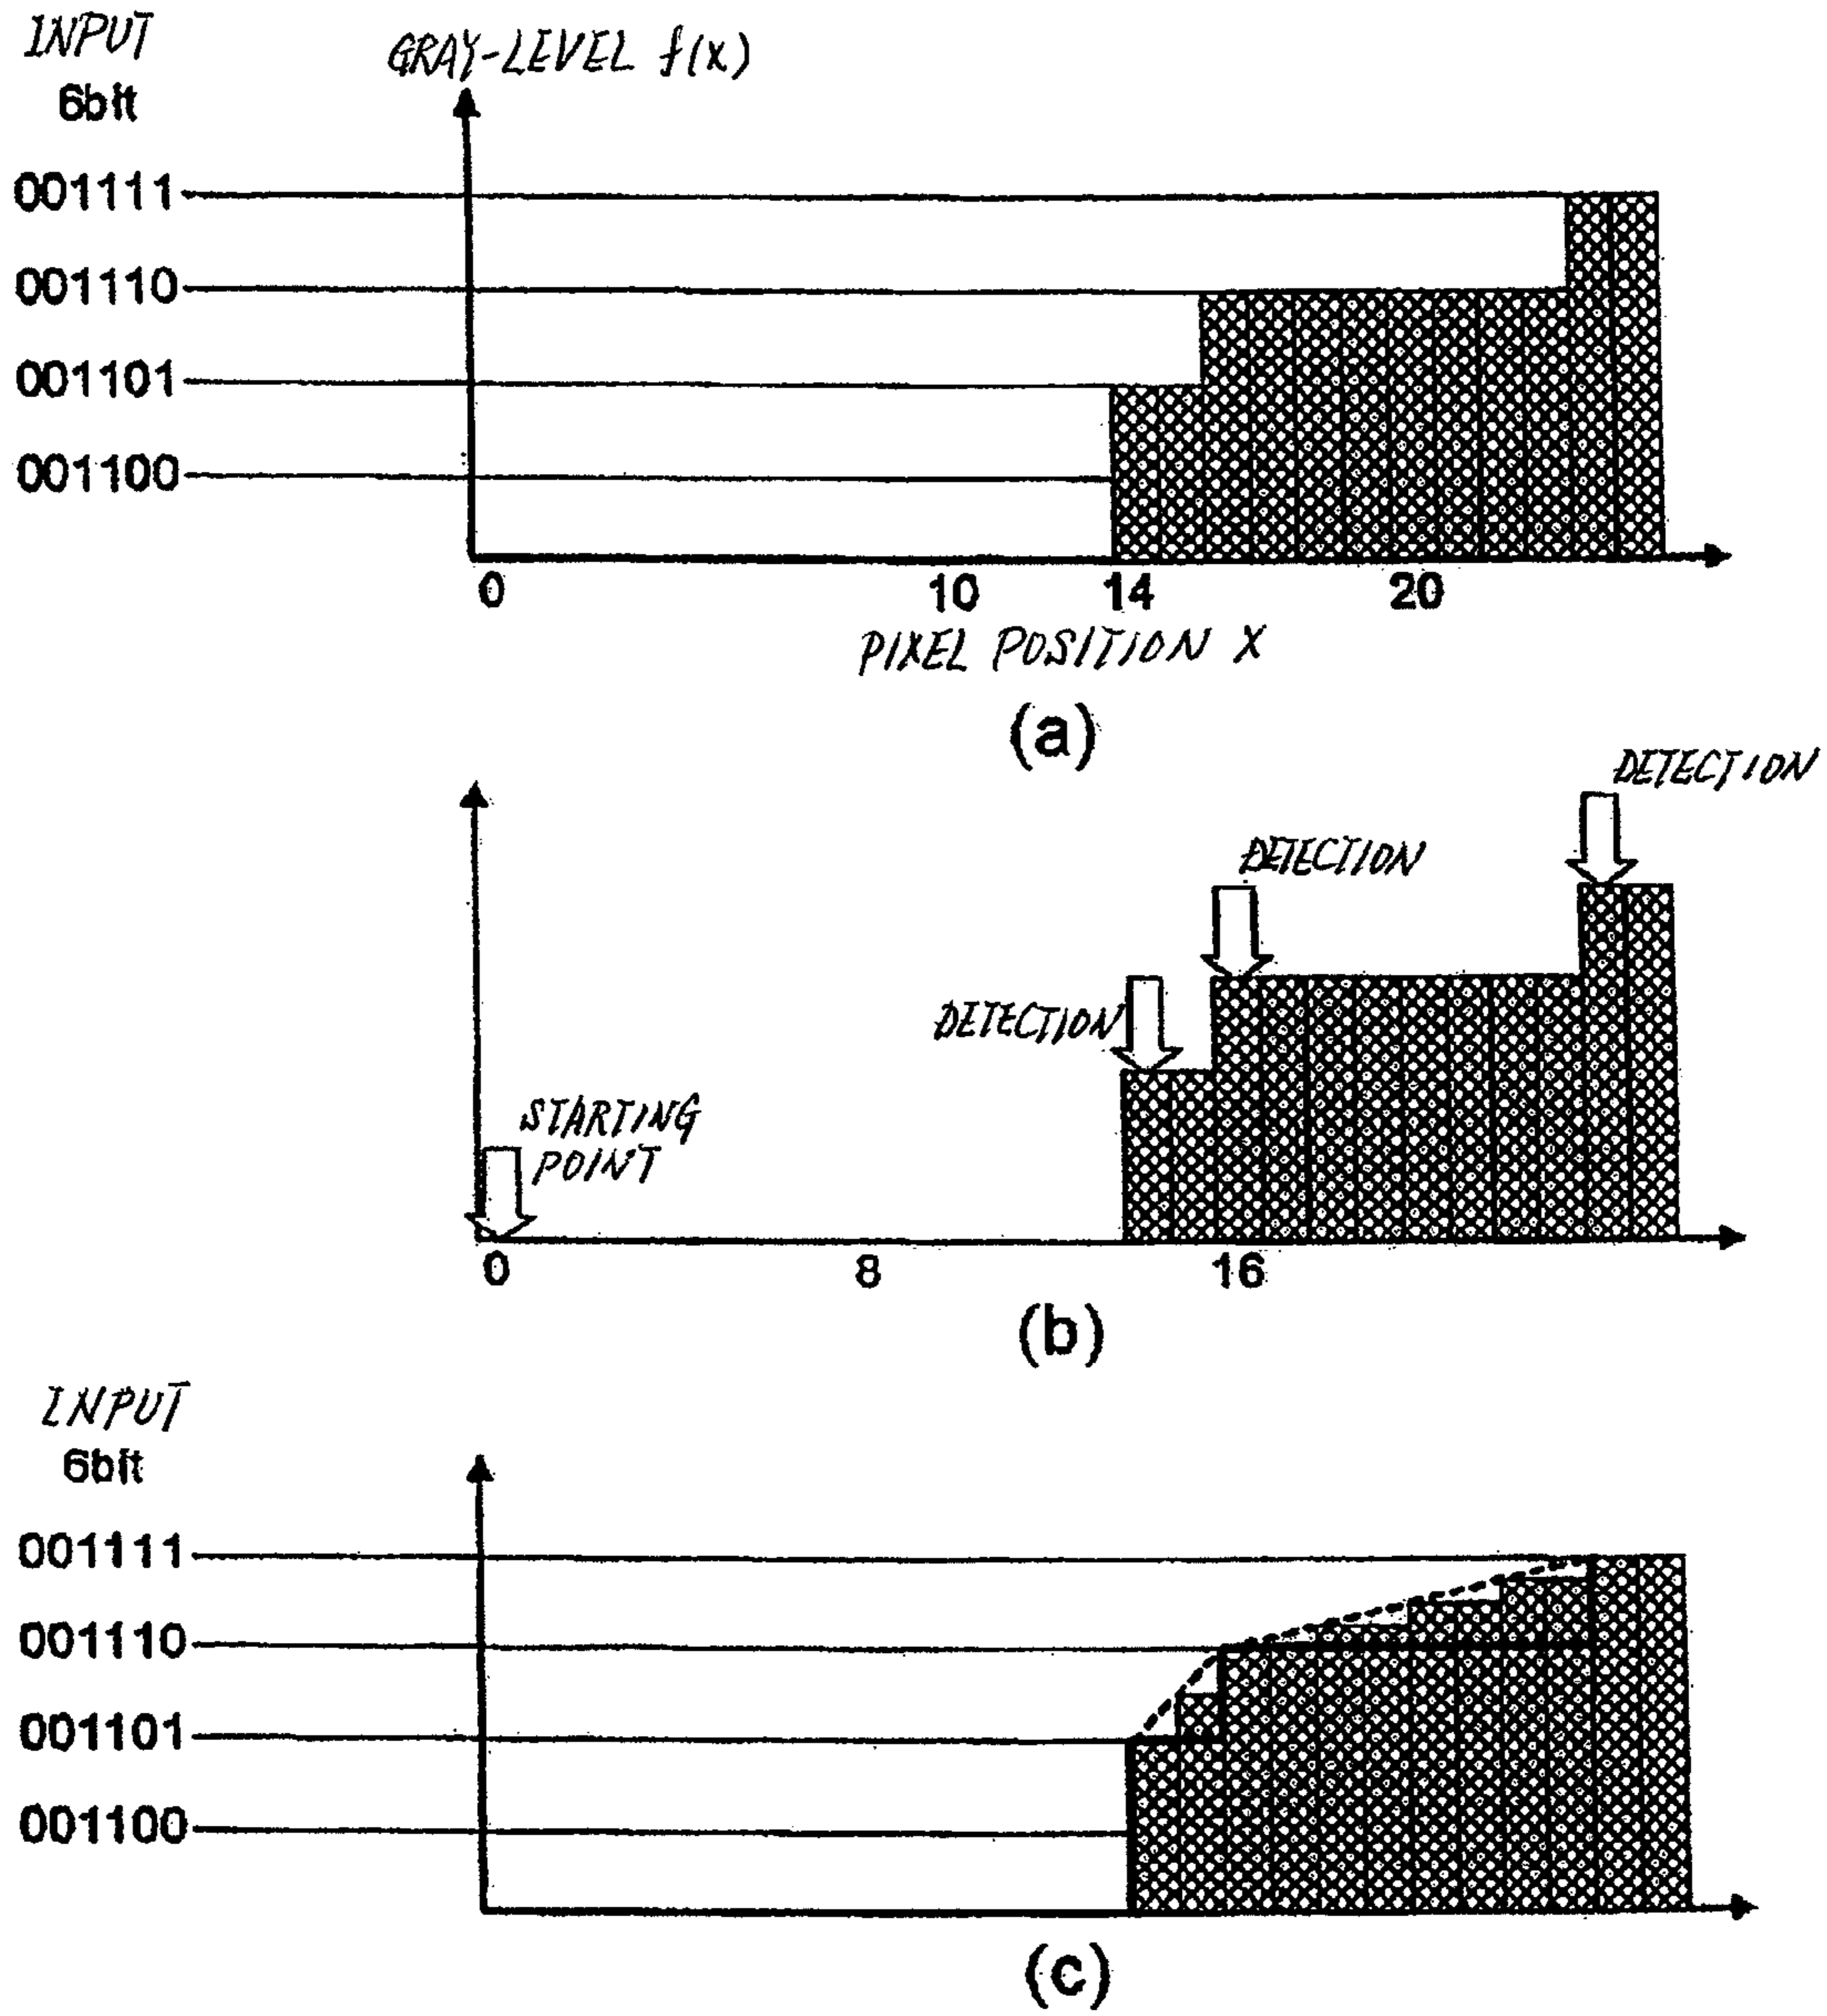 INPUT
6bit
GRAY-LEVEL f(x)
001111
001110
001101
001100
0 10 14 20
PIXEL POSITION X
(a)
DETECTION
DETECTION
DETECTION
STARTING
POINT
0 8 16
(b)
INPUT
6bit
001111
001110
001101
001100
(c)